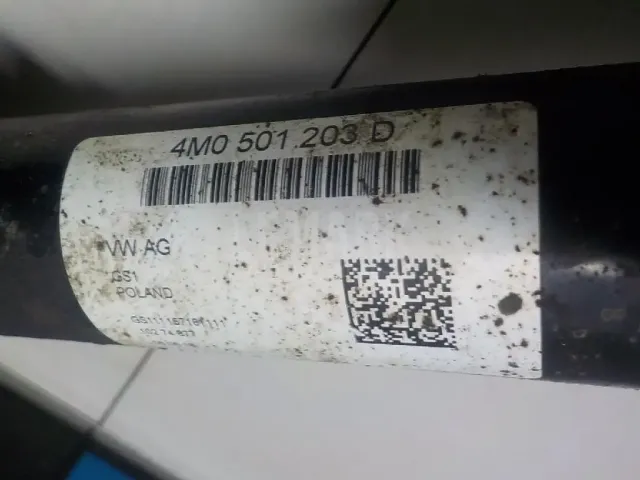 4M0 501 203 D
VW AG
GS1
POLAND